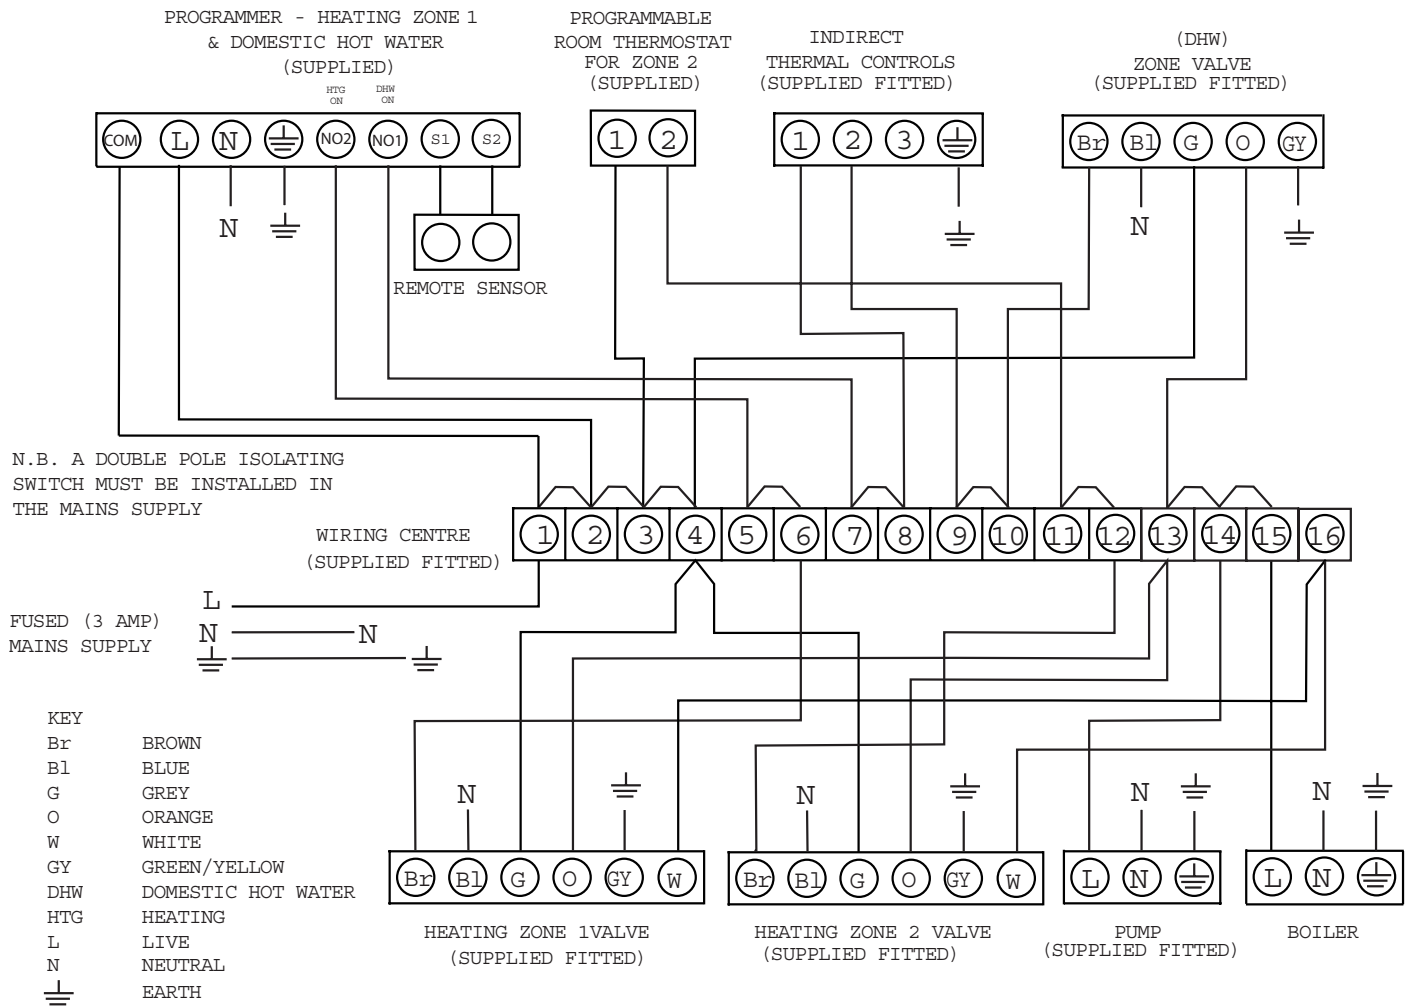 PROGRAMMER - HEATING ZONE 1
& DOMESTIC HOT WATER
(SUPPLIED)
HTG
ON
DHW
ON
PROGRAMMABLE
ROOM THERMOSTAT
FOR ZONE 2
(SUPPLIED)
INDIRECT
THERMAL CONTROLS
(SUPPLIED FITTED)
(DHW)
ZONE VALVE
(SUPPLIED FITTED)
COM L N NO2 NO1 S1 S2
1 2
1 2 3
Br Bl G O GY
N
N
REMOTE SENSOR
N.B. A DOUBLE POLE ISOLATING
SWITCH MUST BE INSTALLED IN
THE MAINS SUPPLY
WIRING CENTRE
(SUPPLIED FITTED)
1 2 3 4 5 6 7 8 9 10 11 12 13 14 15 16
FUSED (3 AMP)
MAINS SUPPLY
L
N N
KEY
Br BROWN
Bl BLUE
G GREY
O ORANGE
W WHITE
GY GREEN/YELLOW
DHW DOMESTIC HOT WATER
HTG HEATING
L LIVE
N NEUTRAL
EARTH
N
Br Bl G O GY W
HEATING ZONE 1VALVE
(SUPPLIED FITTED)
N
Br Bl G O GY W
HEATING ZONE 2 VALVE
(SUPPLIED FITTED)
N
L N
PUMP
(SUPPLIED FITTED)
N
L N
BOILER